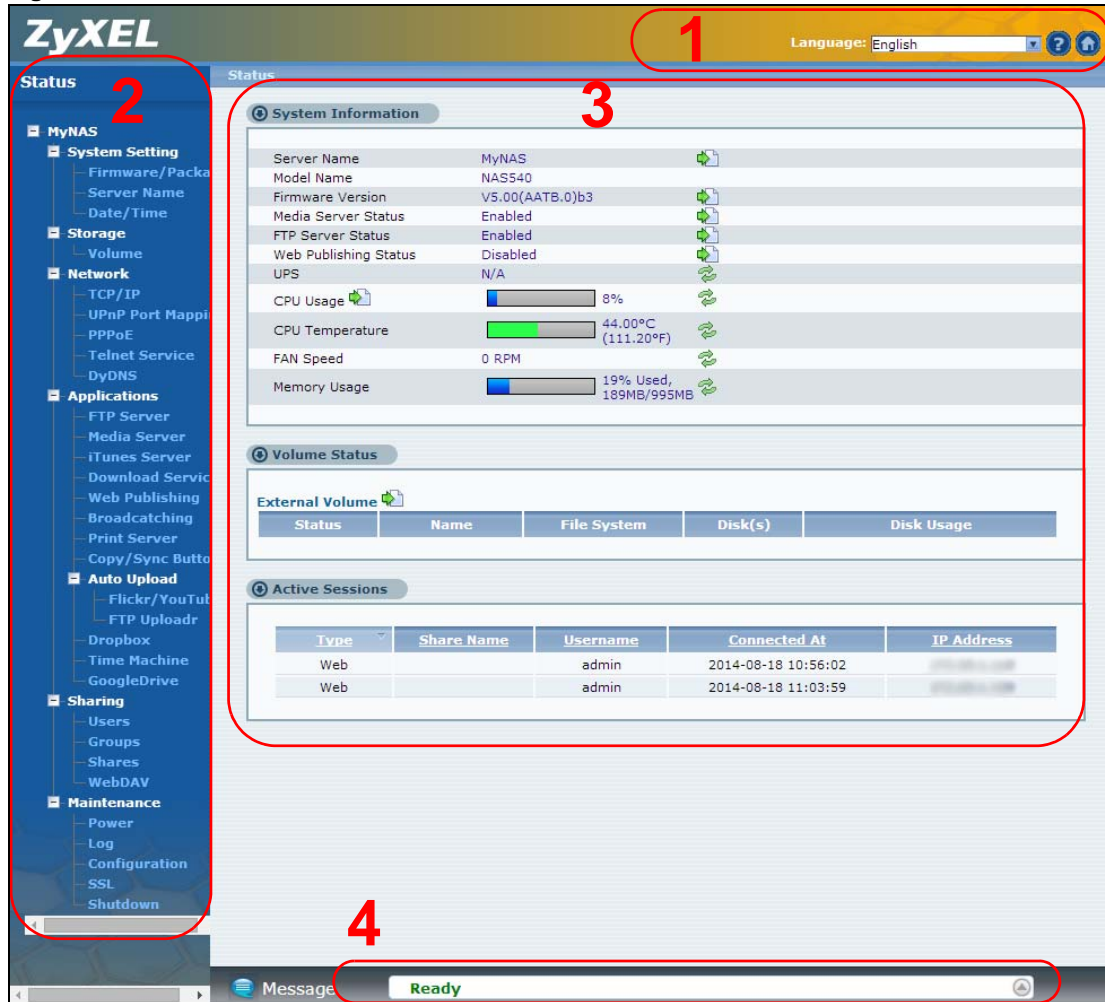 ZyXEL
1
Language: English
Status
2
MyNAS
System Setting
Firmware/Packa
Server Name
Date/Time
Storage
Volume
Network
TCP/IP
UPnP Port Mappi
PPPoE
Telnet Service
DyDNS
Applications
FTP Server
Media Server
iTunes Server
Download Servic
Web Publishing
Broadcatching
Print Server
Copy/Sync Butto
Auto Upload
Flickr/YouTub
FTP Uploadr
Dropbox
Time Machine
GoogleDrive
Sharing
Users
Groups
Shares
WebDAV
Maintenance
Power
Log
Configuration
SSL
Shutdown
Status
3
System Information
Server Name MyNAS
Model Name NAS540
Firmware Version V5.00(AATB.0)b3
Media Server Status Enabled
FTP Server Status Enabled
Web Publishing Status Disabled
UPS N/A
CPU Usage 8%
CPU Temperature 44.00°C
(111.20°F)
FAN Speed 0 RPM
Memory Usage 19% Used,
189MB/995MB
Volume Status
External Volume
Status Name File System Disk(s) Disk Usage
Active Sessions
Type Share Name Username Connected At IP Address
Web admin 2014-08-18 10:56:02
Web admin 2014-08-18 11:03:59
4
Message Ready